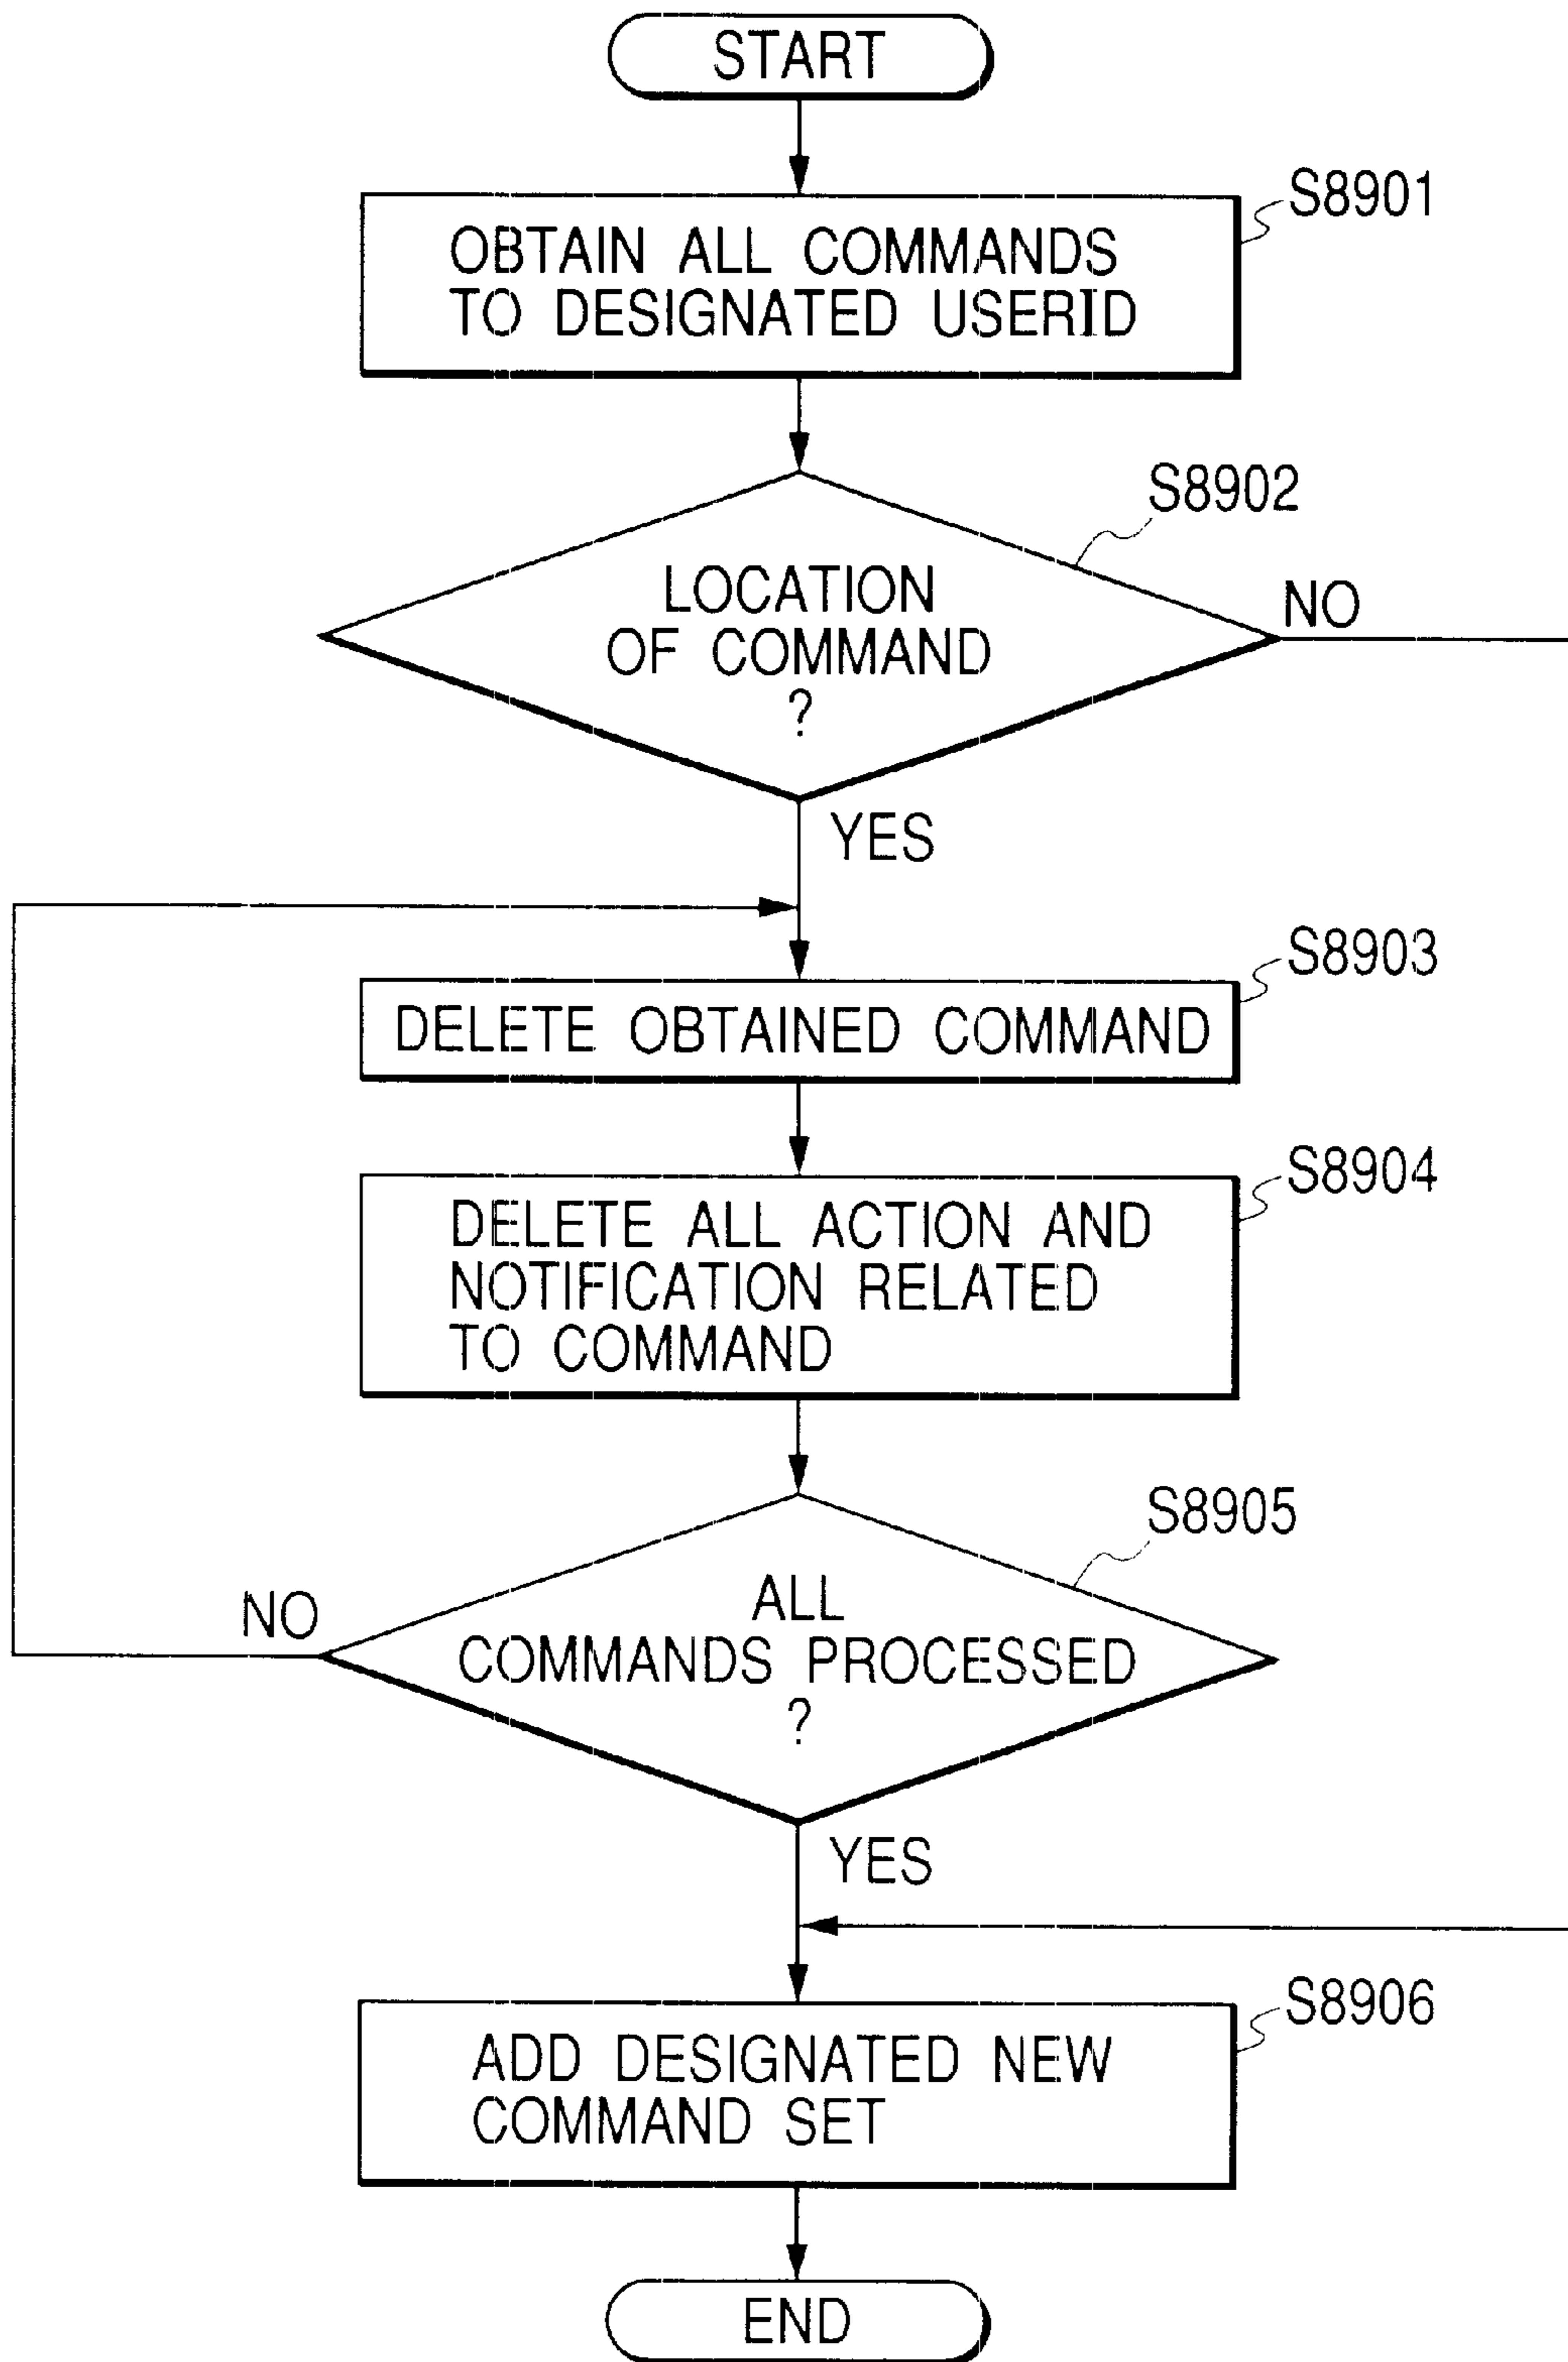 START
S8901
OBTAIN ALL COMMANDS
TO DESIGNATED USERID
S8902
LOCATION
OF COMMAND
?
NO
YES
S8903
DELETE OBTAINED COMMAND
S8904
DELETE ALL ACTION AND
NOTIFICATION RELATED
TO COMMAND
S8905
ALL
COMMANDS PROCESSED
?
NO
YES
S8906
ADD DESIGNATED NEW
COMMAND SET
END